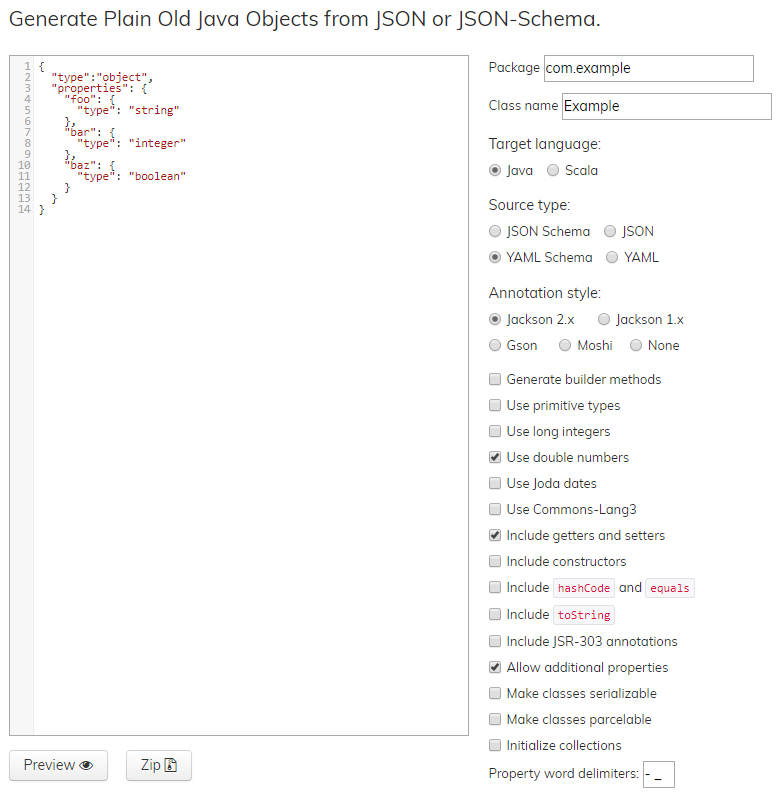 Generate Plain Old Java Objects from JSON or JSON-Schema.
1 {
2 "type":"object",
3 "properties": {
4 "foo": {
5 "type": "string"
6 },
7 "bar": {
8 "type": "integer"
9 },
10 "baz": {
11 "type": "boolean"
12 }
13 }
14 }
Preview
Zip
Package com.example
Class name Example
Target language:
Java Scala
Source type:
JSON Schema JSON
YAML Schema YAML
Annotation style:
Jackson 2.x Jackson 1.x
Gson Moshi None
Generate builder methods
Use primitive types
Use long integers
Use double numbers
Use Joda dates
Use Commons-Lang3
Include getters and setters
Include constructors
Include hashCode and equals
Include toString
Include JSR-303 annotations
Allow additional properties
Make classes serializable
Make classes parcelable
Initialize collections
Property word delimiters: - _